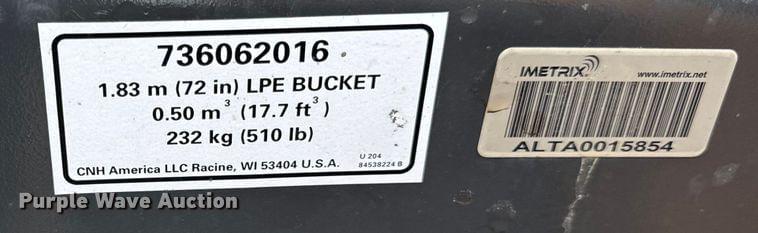 736062016
1.83 m (72 in) LPE BUCKET
0.50 m³ (17.7 ft³)
232 kg (510 lb)
CNH America LLC Racine, WI 53404 U.S.A.
U 204
84538224 B
IMETRIX
www.imetrix.net
ALTA0015854
Purple Wave Auction